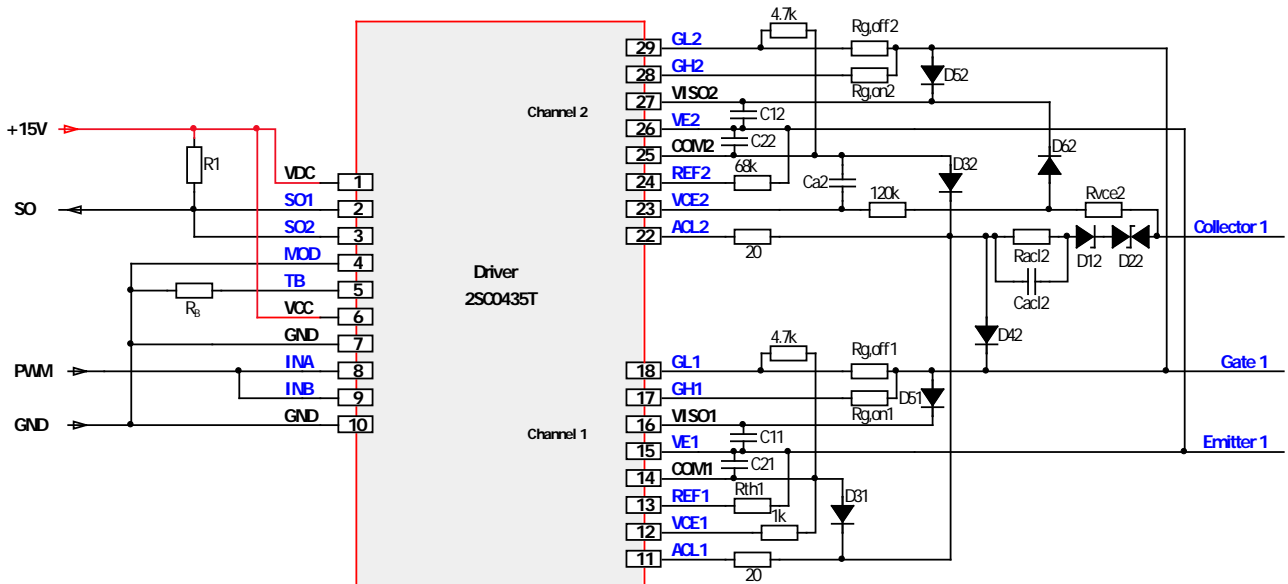 4.7k
GL2
Rg,off2
29
GH2
28
D52
Rg,on2
VISO2
27
Channel 2
C12
VE2
26
+15V
C22
COM2
25
R1
D62
VDC
68k
D32
REF2
24
1
Ca2
SO
SO1
2
VCE2
23
120k
Rvce2
SO2
3
ACL2
22
Collector 1
20
Racl2
D12
D22
MOD
4
Driver
TB
5
Cacl2
2SC0435T
RB
VCC
6
GND
7
4.7k
D42
Rg,off1
PWM
INA
8
GL1
18
Gate 1
INB
9
GH1
17
D51
Rg,on1
GND
GND
10
VISO1
16
Channel 1
C11
VE1
15
Emitter 1
C21
COM1
14
Rth1
D31
REF1
13
1k
VCE1
12
ACL1
11
20